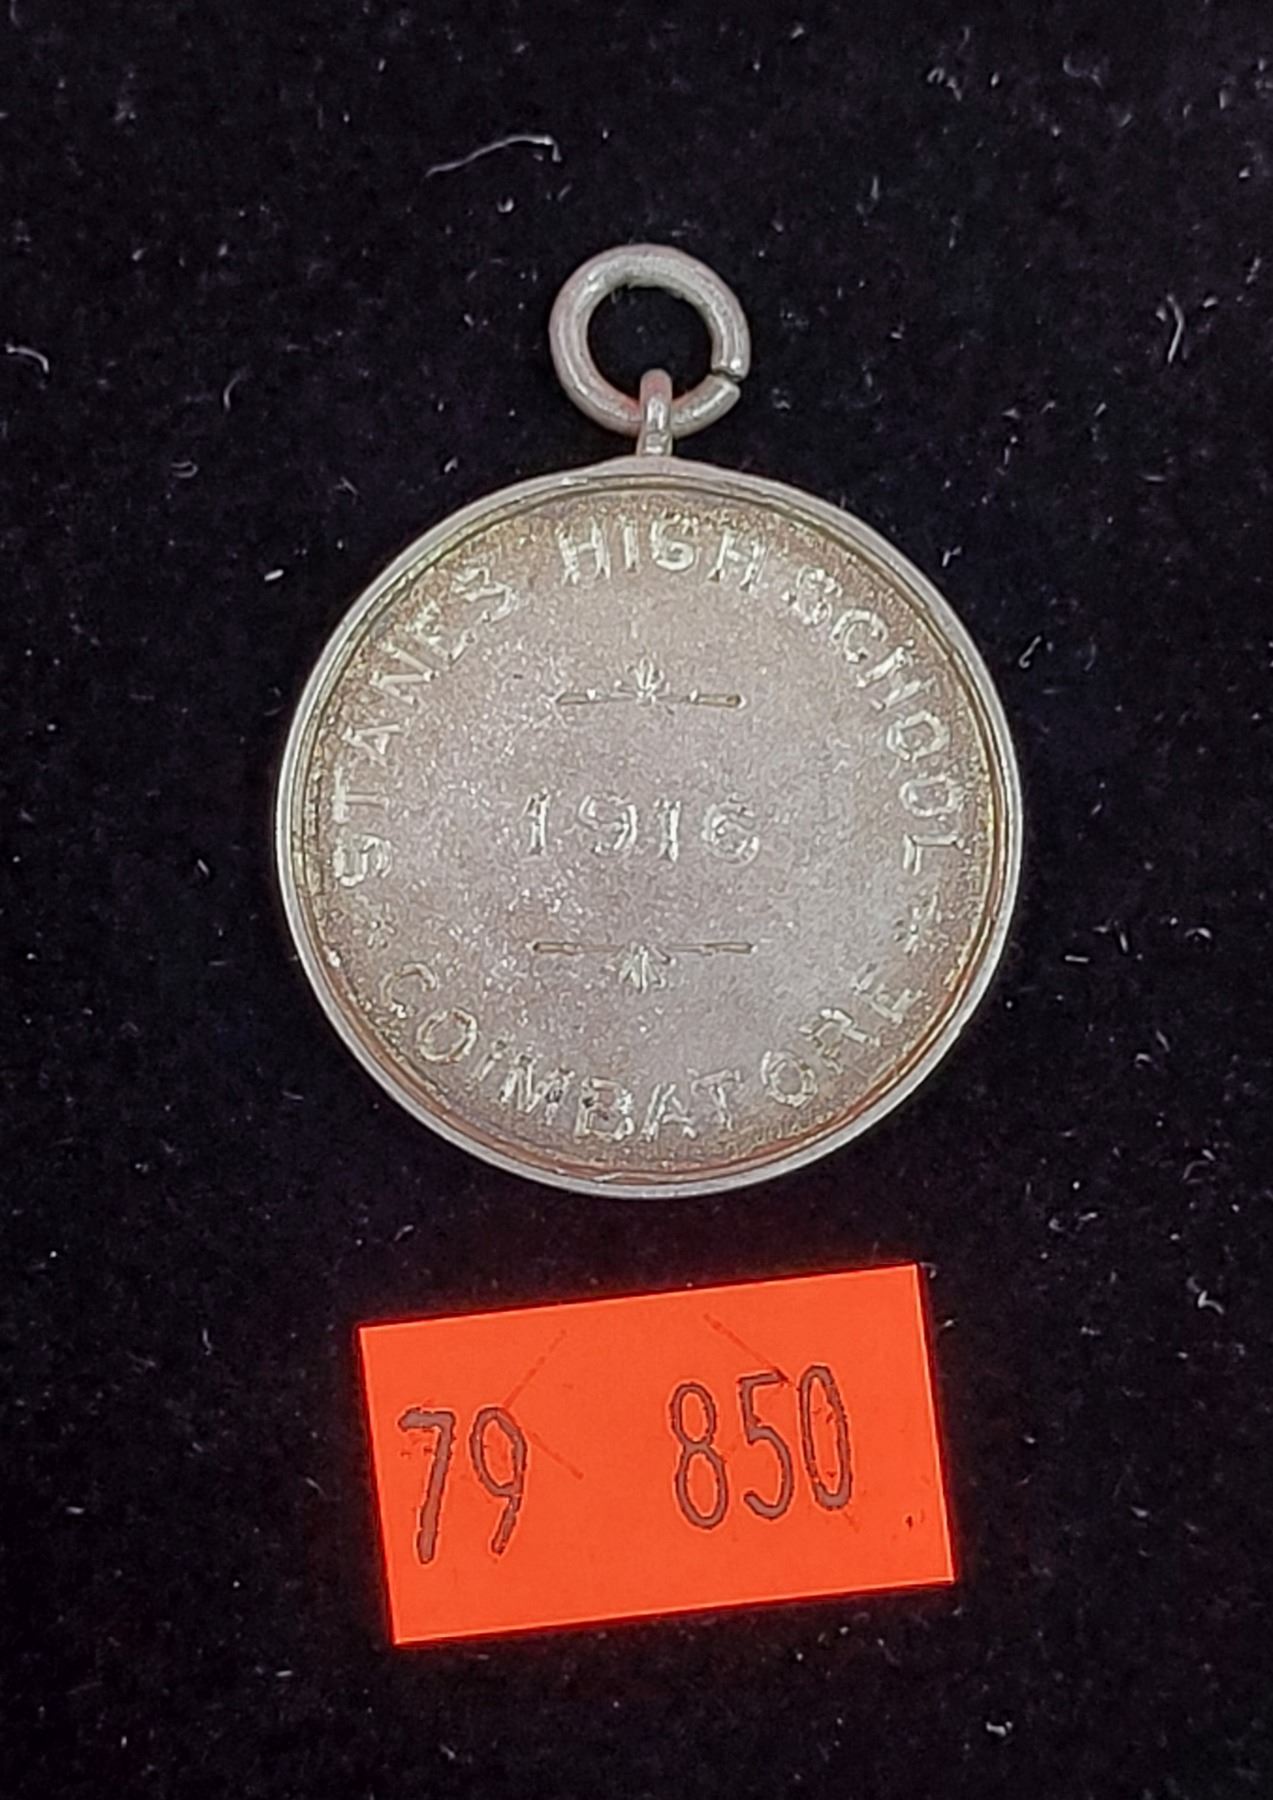 STANES HIGH SCHOOL
1916
COIMBATORE
79 850